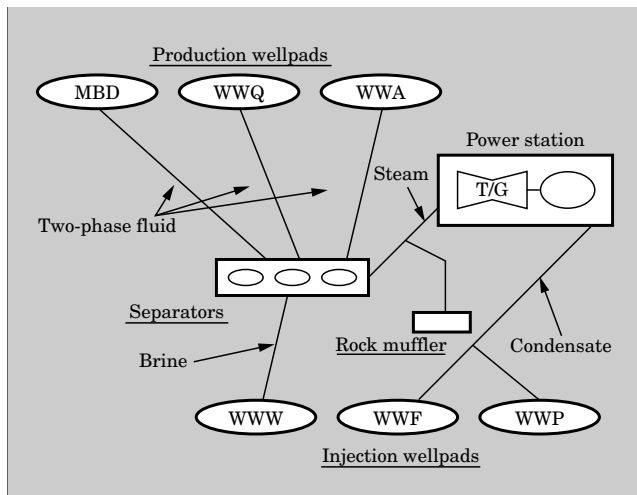 Production wellpads
MBD
WWQ
WWA
Power station
Steam
T/G
Two-phase fluid
Separators
Rock muffler
Condensate
Brine
WWW
WWF
WWP
Injection wellpads